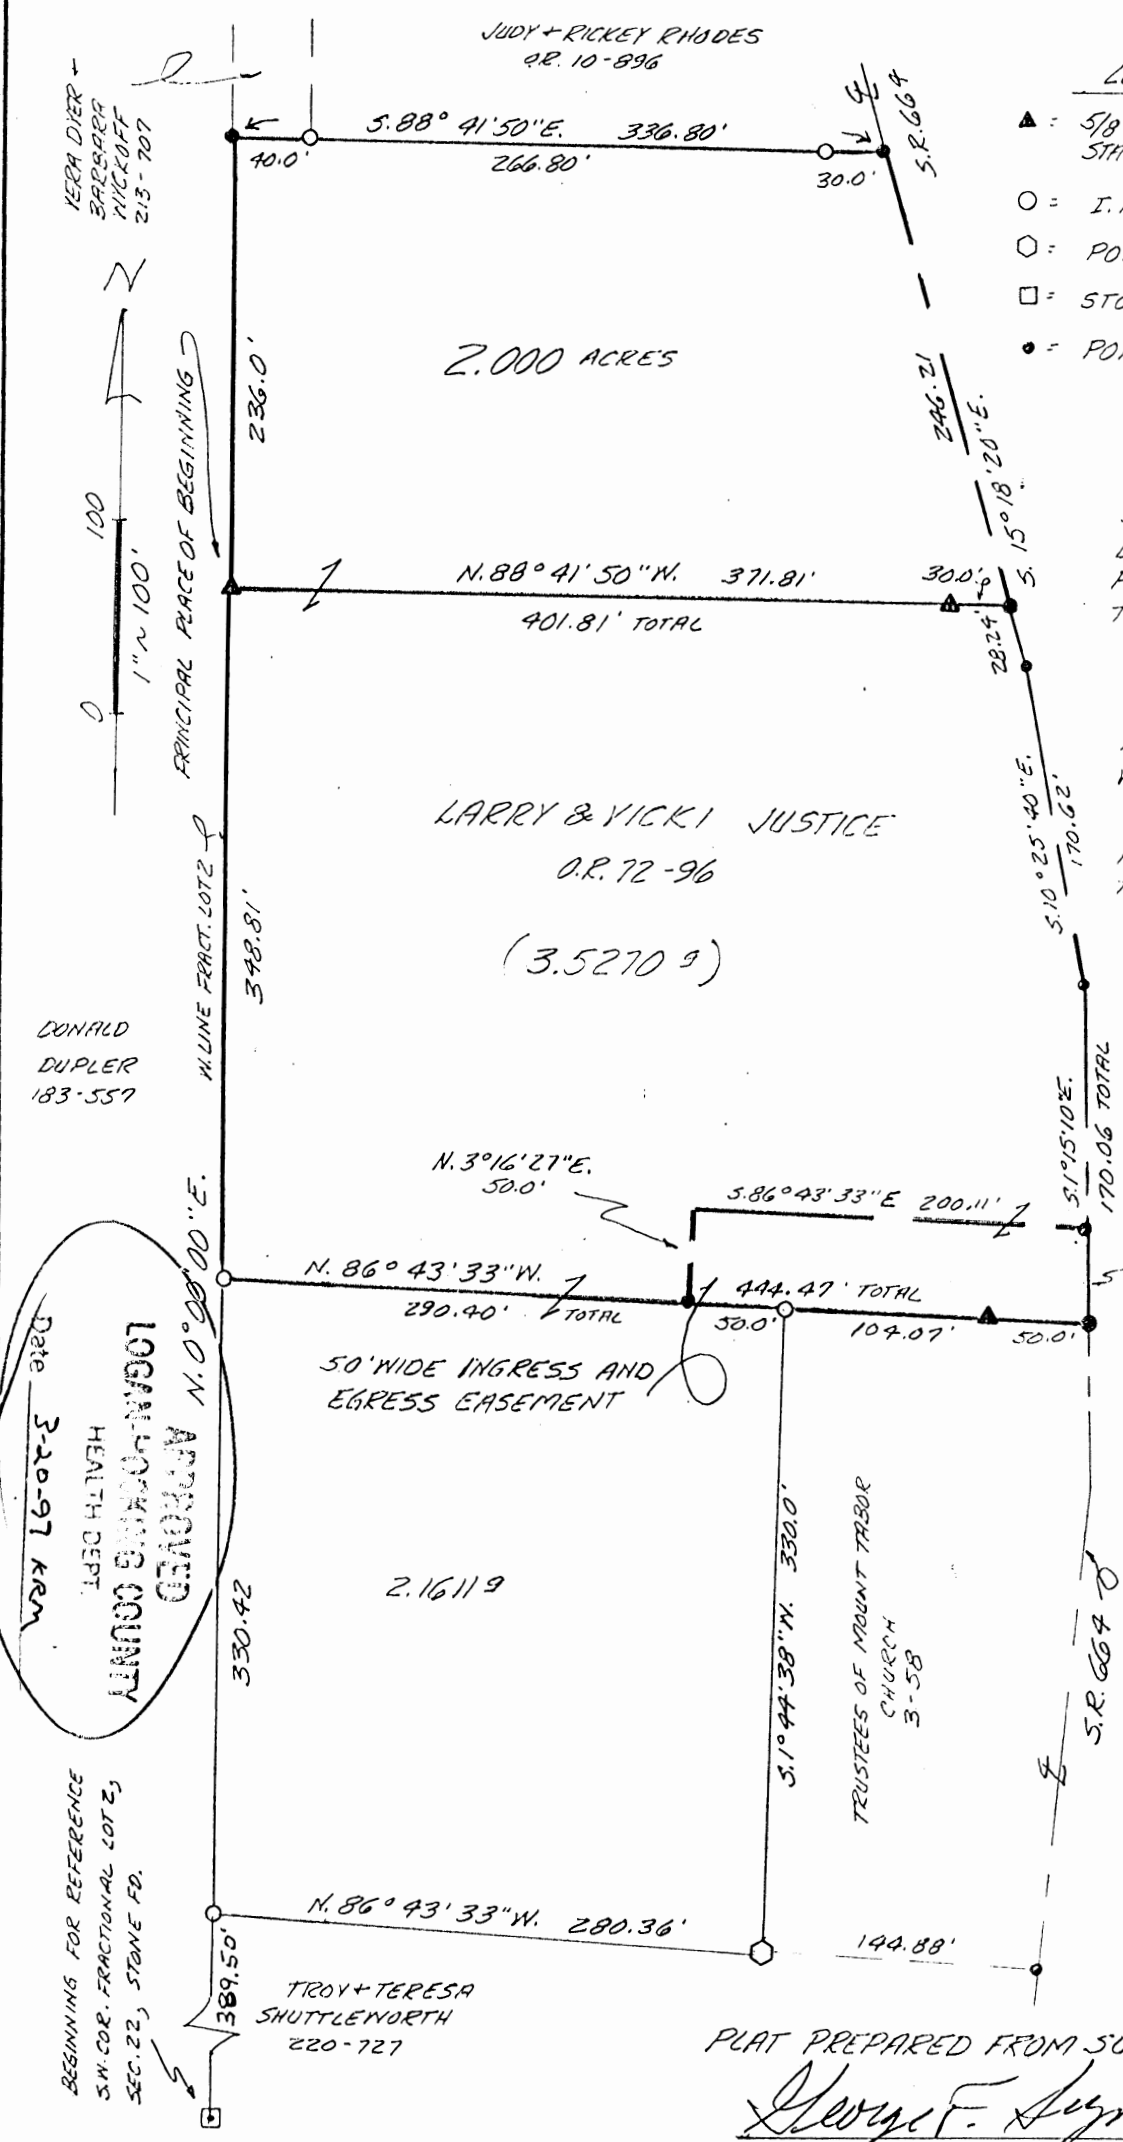 JUDY + RICKEY RHODES
O.R. 10-896
VERA DYER +
BARBARA
WYCKOFF
213-707
S.88° 41'50"E. 336.80'
40.0'
266.80'
30.0'
℄
S.R. 664
▲ = 5/8
○ =
⬡ =
□ =
● =
Z
236.0'
2.000 ACRES
246.21
S. 15°18'20"E.
PRINCIPAL PLACE OF BEGINNING
0
100
1" ~ 100'
N.88° 41'50"W. 371.81'
30.0'
401.81' TOTAL
28.24'
LARRY & VICKI JUSTICE
O.R. 72-96
(3.5270 a)
S.10° 25'40"E.
170.62'
W. LINE FRACT. LOT 2
348.81'
DONALD
DUPLER
183-557
S.1°15'10"E.
170.06 TOTAL
N. 3°16'27"E.
50.0'
S.86° 43'33"E 200.11'
N. 0° 00' 00"E.
N. 86° 43'33"W.
290.40' TOTAL
444.47' TOTAL
50.0'
104.07'
50.0'
50' WIDE INGRESS AND
EGRESS EASEMENT
APPROVED
LOGAN-HOCKING COUNTY
HEALTH DEPT.
Date 3-20-97 KRM
2.1611 a
330.42
S.1° 44'38"W. 330.0'
TRUSTEES OF MOUNT TABOR
CHURCH
3-58
S.R. 664
℄
N. 86° 43'33"W. 280.36'
144.88'
389.50'
BEGINNING FOR REFERENCE
S.W. COR. FRACTIONAL LOT 2,
SEC. 22, STONE FD.
TROY + TERESA
SHUTTLEWORTH
220-727
PLAT PREPARED FROM
George F.